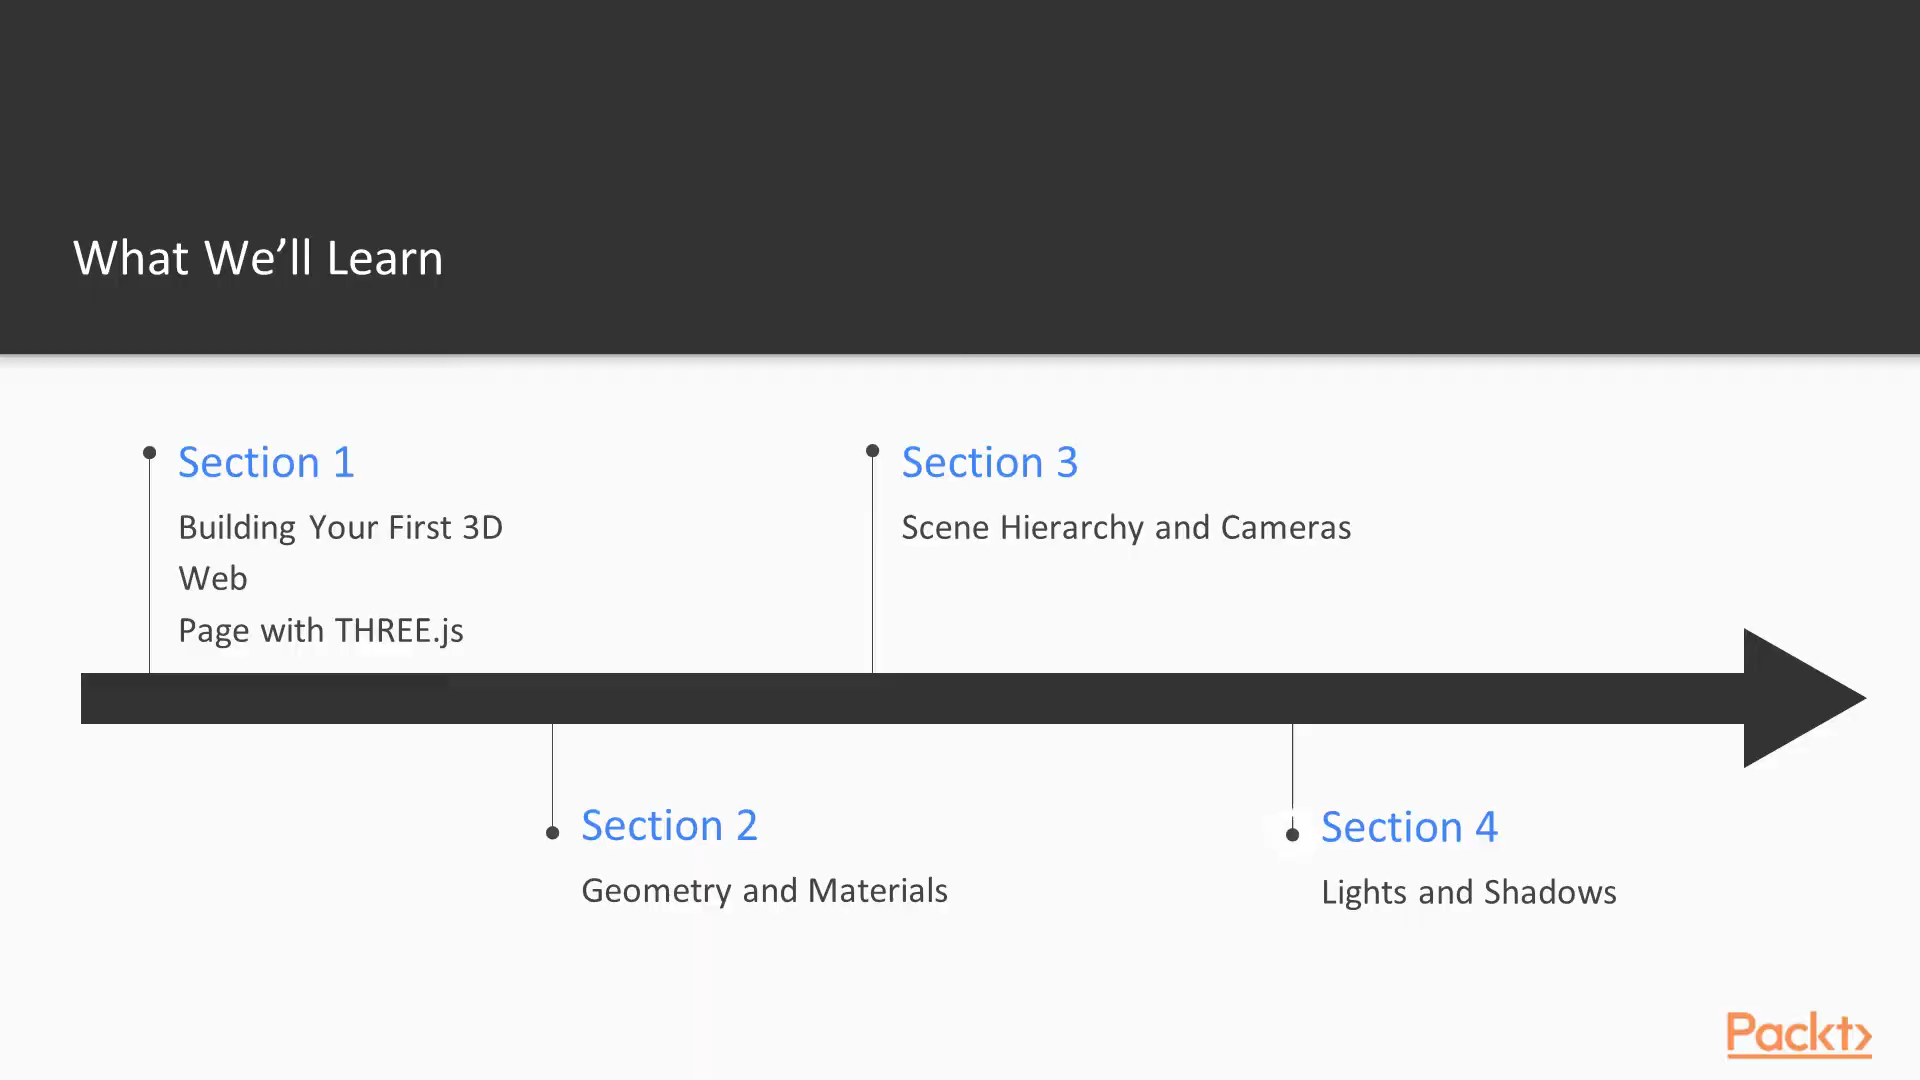 What We’ll Learn
Section 1
Building Your First 3D
Web
Page with THREE.js
Section 2
Geometry and Materials
Section 3
Scene Hierarchy and Cameras
Section 4
Lights and Shadows
Packt>